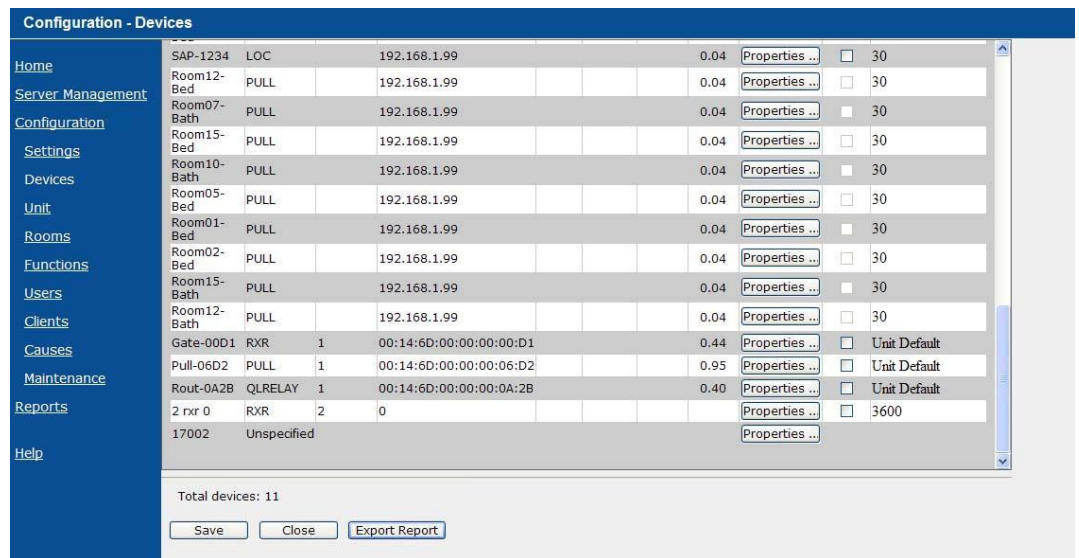 Configuration - Devices
Home
Server Management
Configuration
Settings
Devices
Unit
Rooms
Functions
Users
Clients
Causes
Maintenance
Reports
Help
SAP-1234 LOC 192.168.1.99 0.04 Properties ... 30
Room12-
Bed PULL 192.168.1.99 0.04 Properties ... 30
Room07-
Bath PULL 192.168.1.99 0.04 Properties ... 30
Room15-
Bed PULL 192.168.1.99 0.04 Properties ... 30
Room10-
Bath PULL 192.168.1.99 0.04 Properties ... 30
Room05-
Bed PULL 192.168.1.99 0.04 Properties ... 30
Room01-
Bed PULL 192.168.1.99 0.04 Properties ... 30
Room02-
Bed PULL 192.168.1.99 0.04 Properties ... 30
Room15-
Bath PULL 192.168.1.99 0.04 Properties ... 30
Room12-
Bath PULL 192.168.1.99 0.04 Properties ... 30
Gate-00D1 RXR 1 00:14:6D:00:00:00:00:D1 0.44 Properties ... Unit Default
Pull-06D2 PULL 1 00:14:6D:00:00:00:06:D2 0.95 Properties ... Unit Default
Rout-0A2B QLRELAY 1 00:14:6D:00:00:00:0A:2B 0.40 Properties ... Unit Default
2 rxr 0 RXR 2 0 Properties ... 3600
17002 Unspecified Properties ...
Total devices: 11
Save Close Export Report